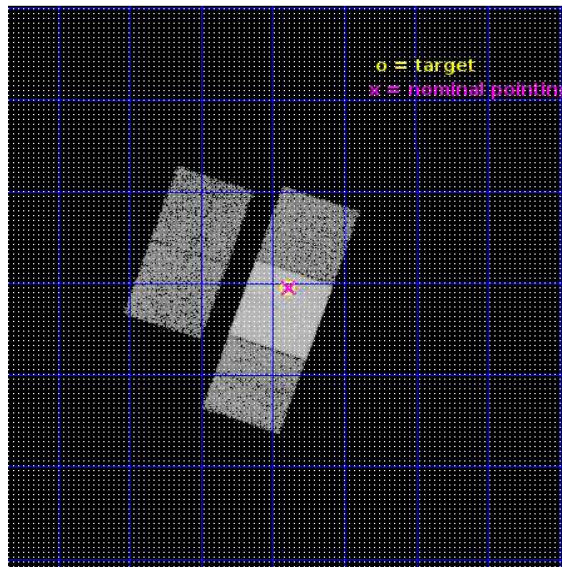 o = target
x = nominal pointing